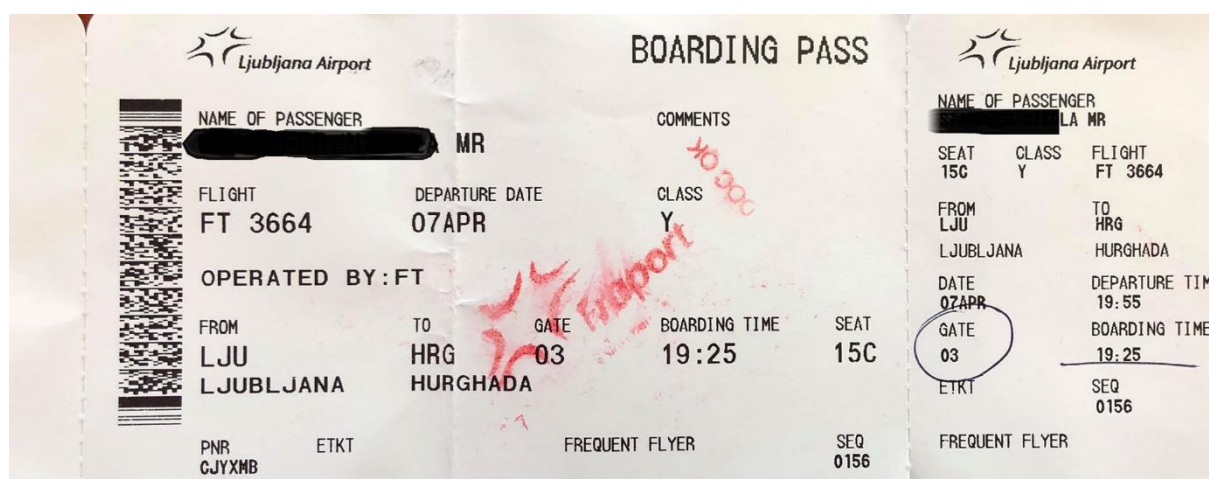 Ljubljana Airport
BOARDING PASS
NAME OF PASSENGER
COMMENTS
MR
DOC OK
FLIGHT DEPARTURE DATE CLASS
FT 3664 07APR Y
Fraport
OPERATED BY:FT
FROM TO GATE BOARDING TIME SEAT
LJU HRG 03 19:25 15C
LJUBLJANA HURGHADA
PNR ETKT FREQUENT FLYER SEQ
CJYXMB 0156
Ljubljana Airport
NAME OF PASSENGER
LA MR
SEAT CLASS FLIGHT
15C Y FT 3664
FROM TO
LJU HRG
LJUBLJANA HURGHADA
DATE DEPARTURE TIM
07APR 19:55
GATE BOARDING TIME
03 19:25
ETKT SEQ
0156
FREQUENT FLYER